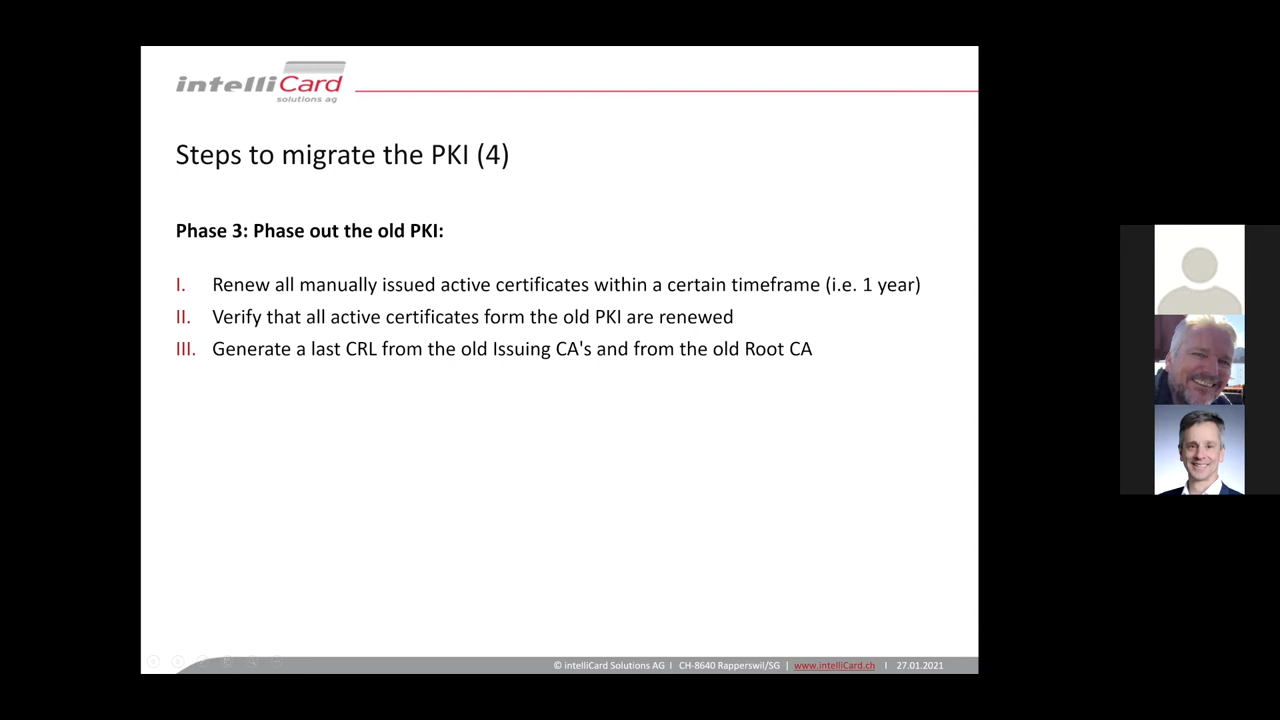 intelliCard
solutions ag
Steps to migrate the PKI (4)
Phase 3: Phase out the old PKI:
I. Renew all manually issued active certificates within a certain timeframe (i.e. 1 year)
II. Verify that all active certificates form the old PKI are renewed
III. Generate a last CRL from the old Issuing CA's and from the old Root CA
© intelliCard Solutions AG I CH-8640 Rapperswil/SG | www.intelliCard.ch I 27.01.2021